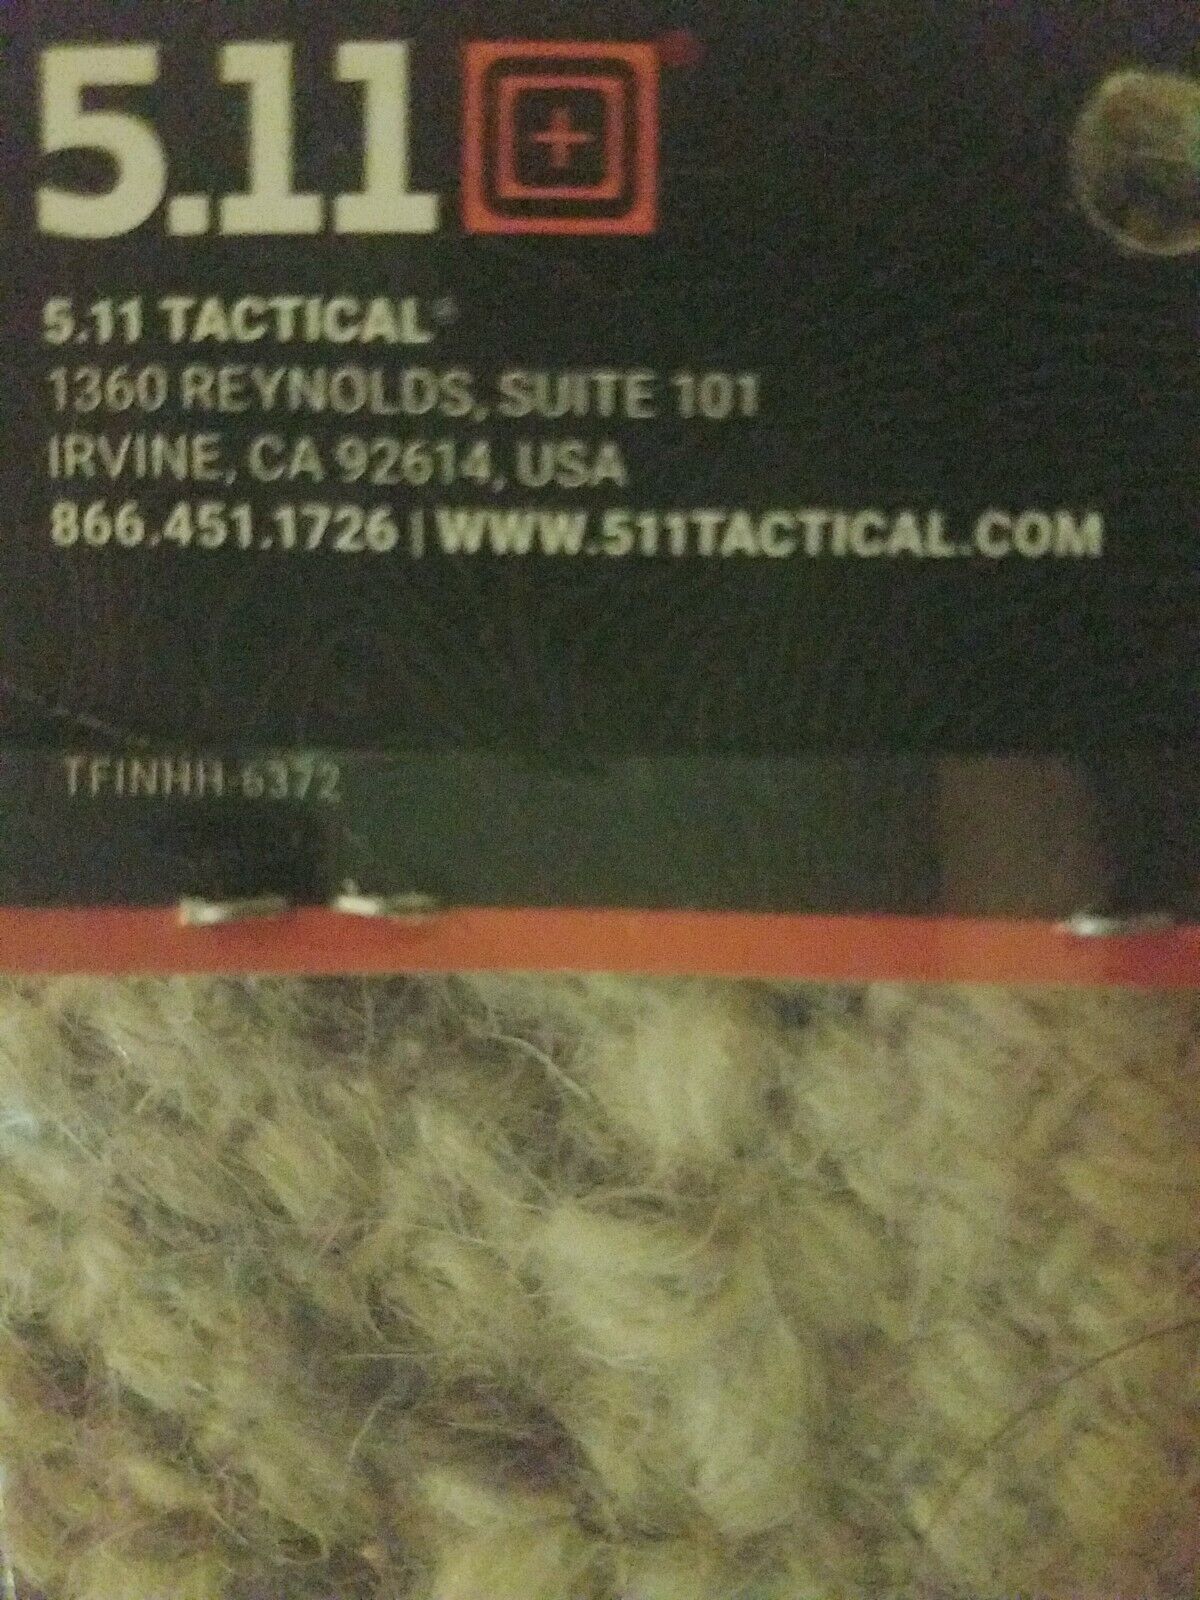 5.11
5.11 TACTICAL®
1360 REYNOLDS, SUITE 101
IRVINE, CA 92614, USA
866.451.1726 | WWW.511TACTICAL.COM
TFINHH-6372